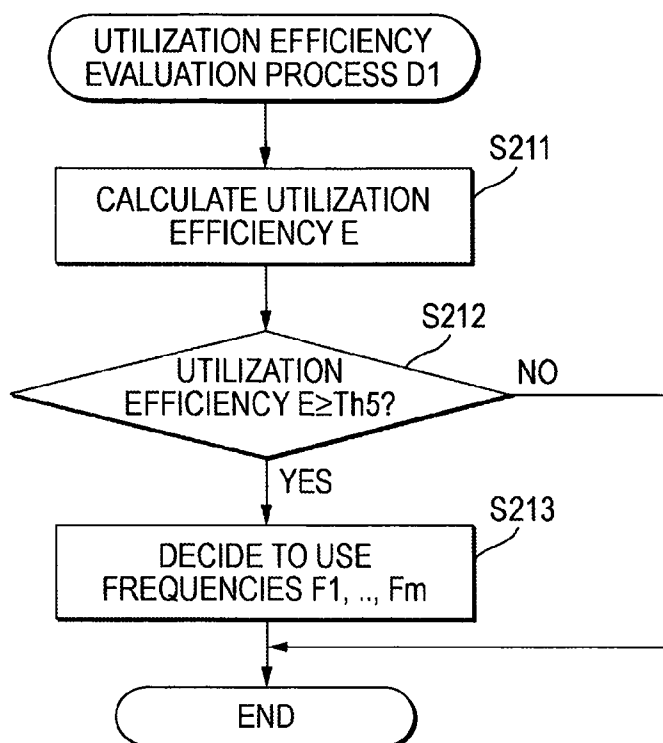 UTILIZATION EFFICIENCY
EVALUATION PROCESS D1
S211
CALCULATE UTILIZATION
EFFICIENCY E
S212
UTILIZATION
EFFICIENCY E≥Th5?
NO
YES
S213
DECIDE TO USE
FREQUENCIES F1, .., Fm
END